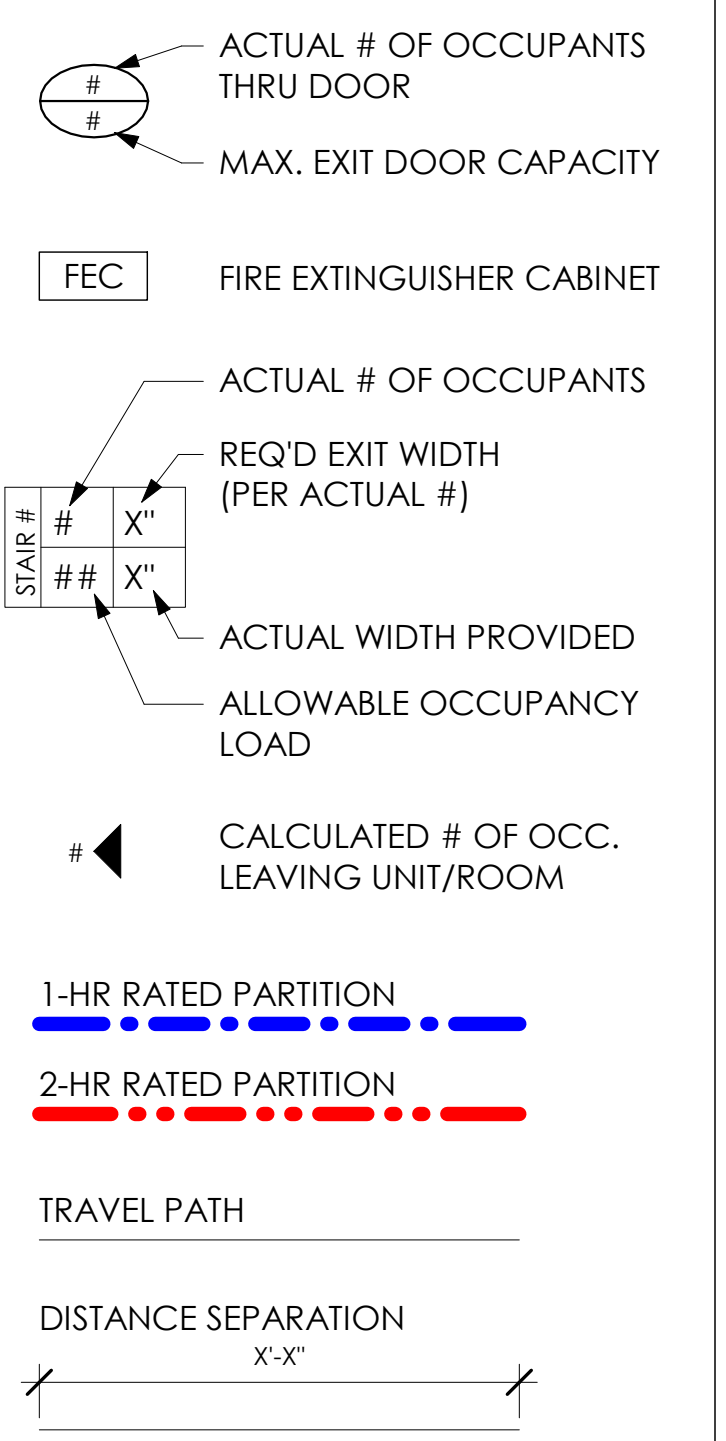 ACTUAL # OF OCCUPANTS
THRU DOOR
#
#
MAX. EXIT DOOR CAPACITY
FEC
FIRE EXTINGUISHER CABINET
ACTUAL # OF OCCUPANTS
REQ'D EXIT WIDTH
(PER ACTUAL #)
STAIR #
# X"
## X"
ACTUAL WIDTH PROVIDED
ALLOWABLE OCCUPANCY
LOAD
#
CALCULATED # OF OCC.
LEAVING UNIT/ROOM
1-HR RATED PARTITION
2-HR RATED PARTITION
TRAVEL PATH
DISTANCE SEPARATION
X'-X"